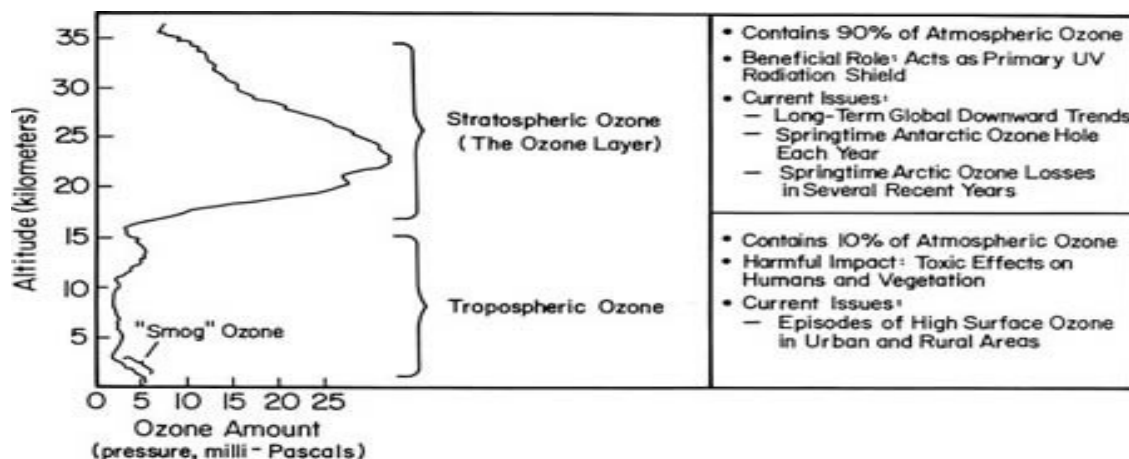 35
30
25
20
15
10
5
Altitude (kilometers)
Stratospheric Ozone
(The Ozone Layer)
Tropospheric Ozone
"Smog" Ozone
0 5 10 15 20 25
Ozone Amount
(pressure, milli-Pascals)
• Contains 90% of Atmospheric Ozone
• Beneficial Role: Acts as Primary UV
Radiation Shield
• Current Issues:
— Long-Term Global Downward Trends
— Springtime Antarctic Ozone Hole
Each Year
— Springtime Arctic Ozone Losses
in Several Recent Years
• Contains 10% of Atmospheric Ozone
• Harmful Impact: Toxic Effects on
Humans and Vegetation
• Current Issues:
— Episodes of High Surface Ozone
in Urban and Rural Areas